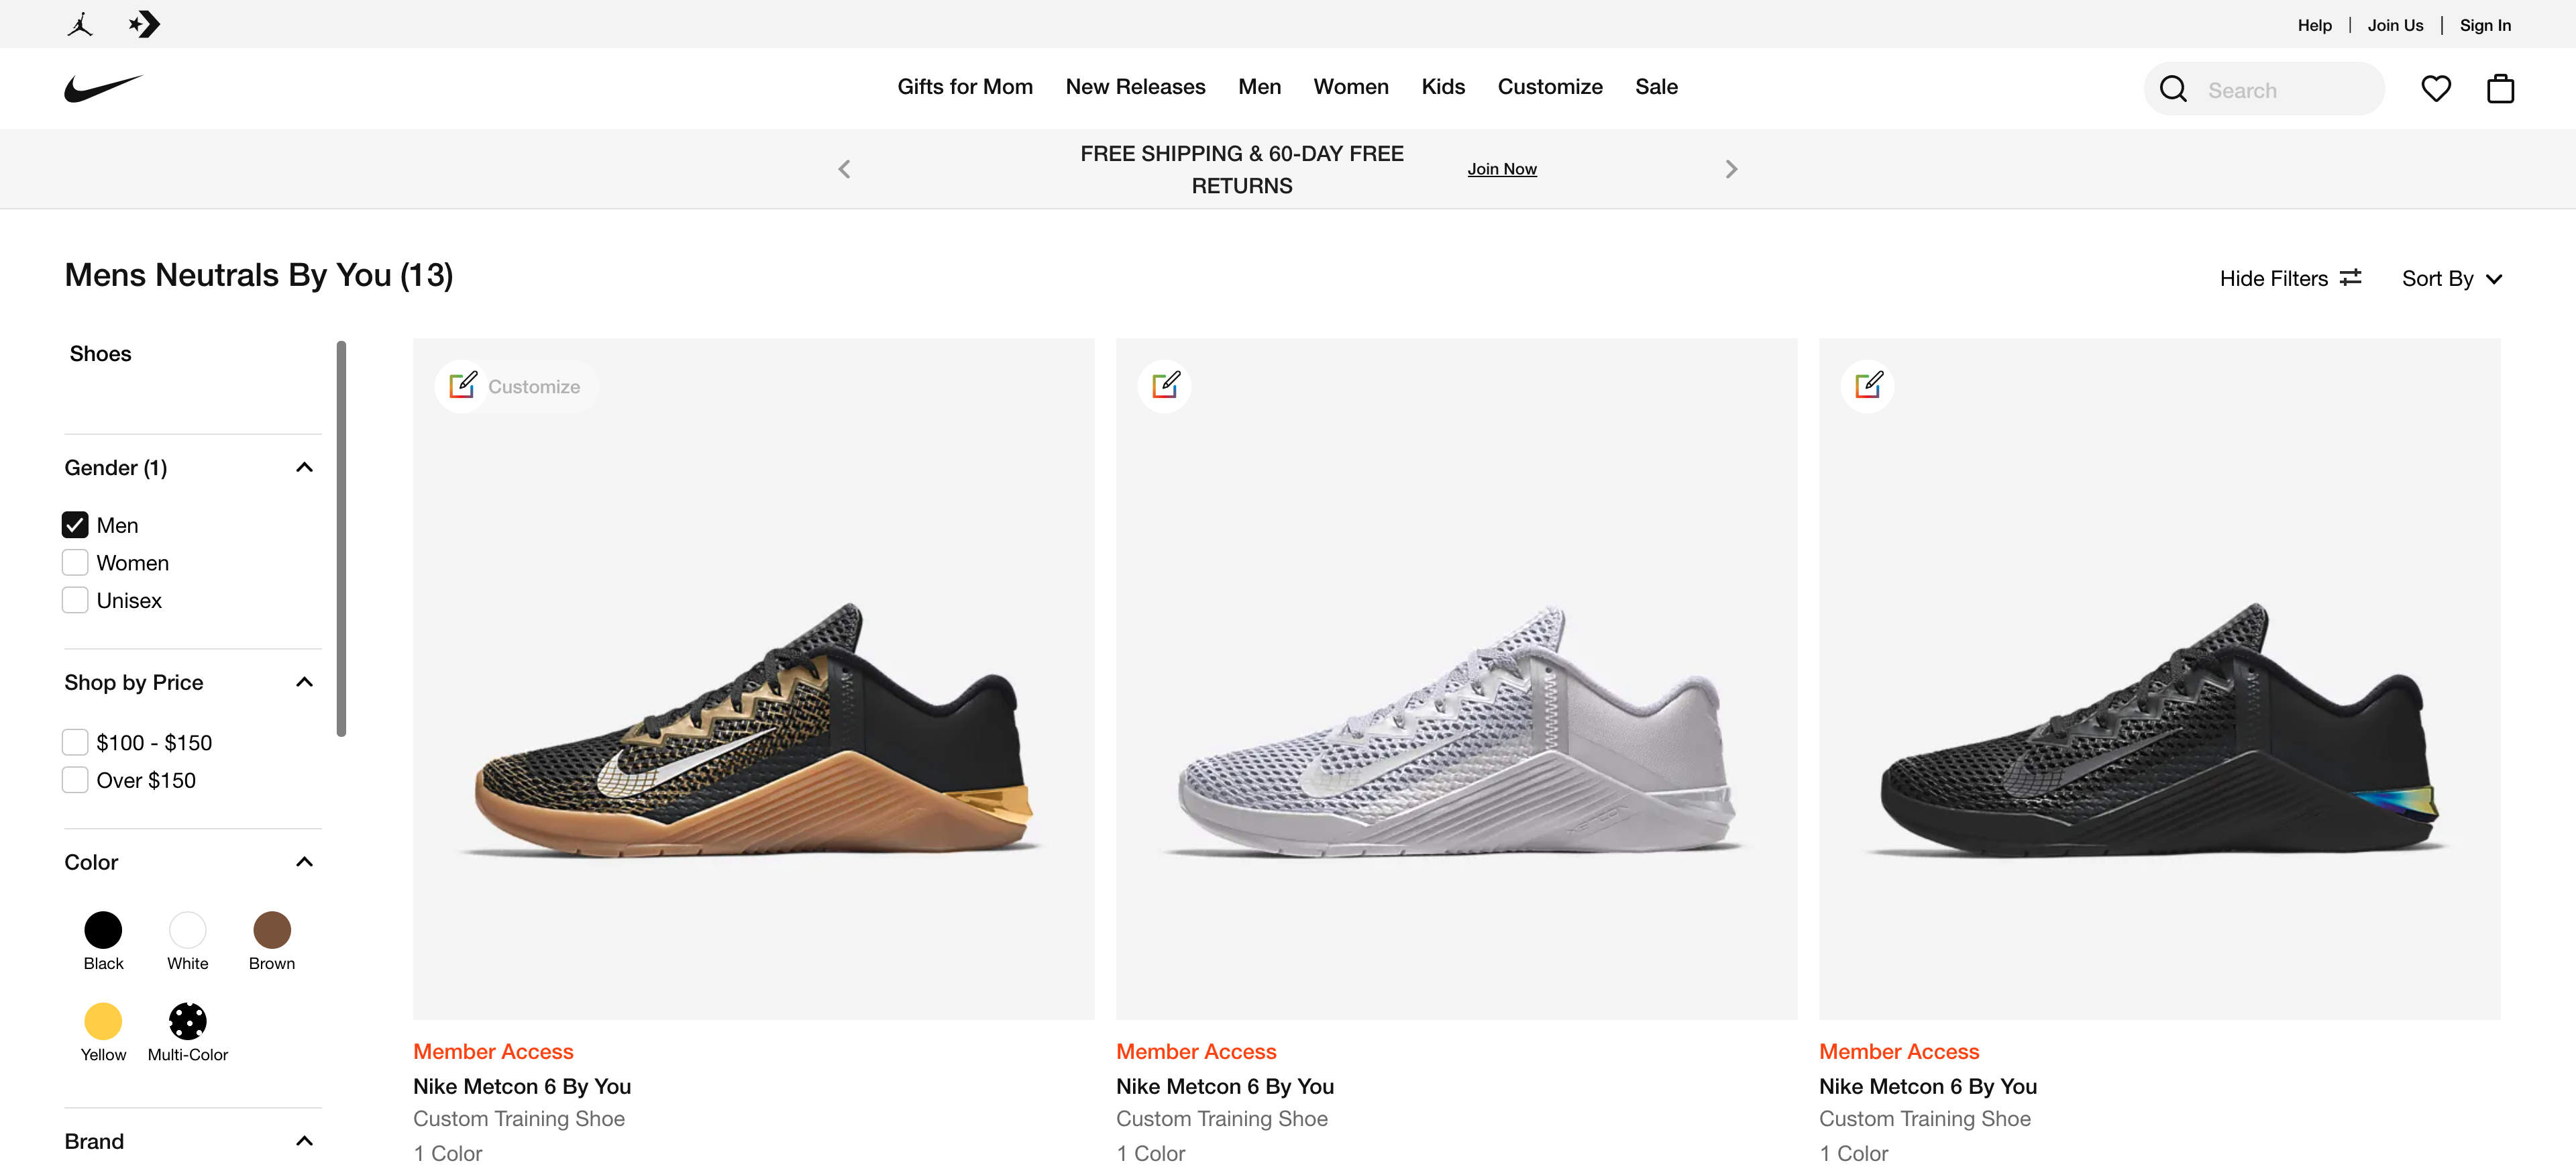 Help | Join Us | Sign In
Gifts for Mom New Releases Men Women Kids Customize Sale
Search
FREE SHIPPING & 60-DAY FREE
RETURNS
Join Now
Mens Neutrals By You (13)
Hide Filters
Sort By
Shoes
Gender (1)
Men
Women
Unisex
Shop by Price
$100 - $150
Over $150
Color
Black White Brown
Yellow Multi-Color
Brand
Customize
Member Access
Nike Metcon 6 By You
Custom Training Shoe
1 Color
METCON
Member Access
Nike Metcon 6 By You
Custom Training Shoe
1 Color
Member Access
Nike Metcon 6 By You
Custom Training Shoe
1 Color